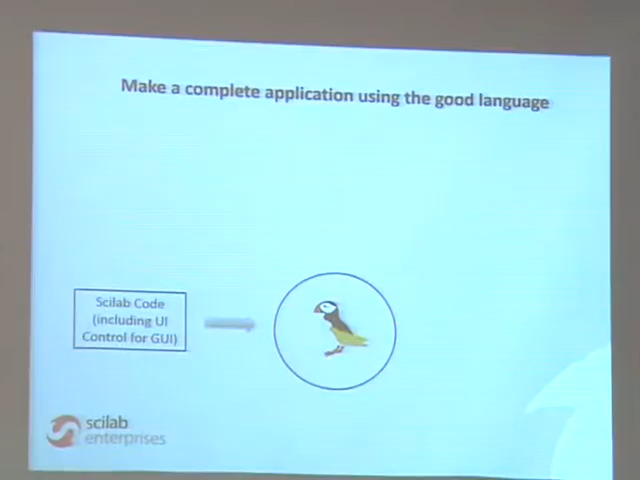 Make a complete application using the good language
Scilab Code
(including UI
Control for GUI)
scilab
enterprises